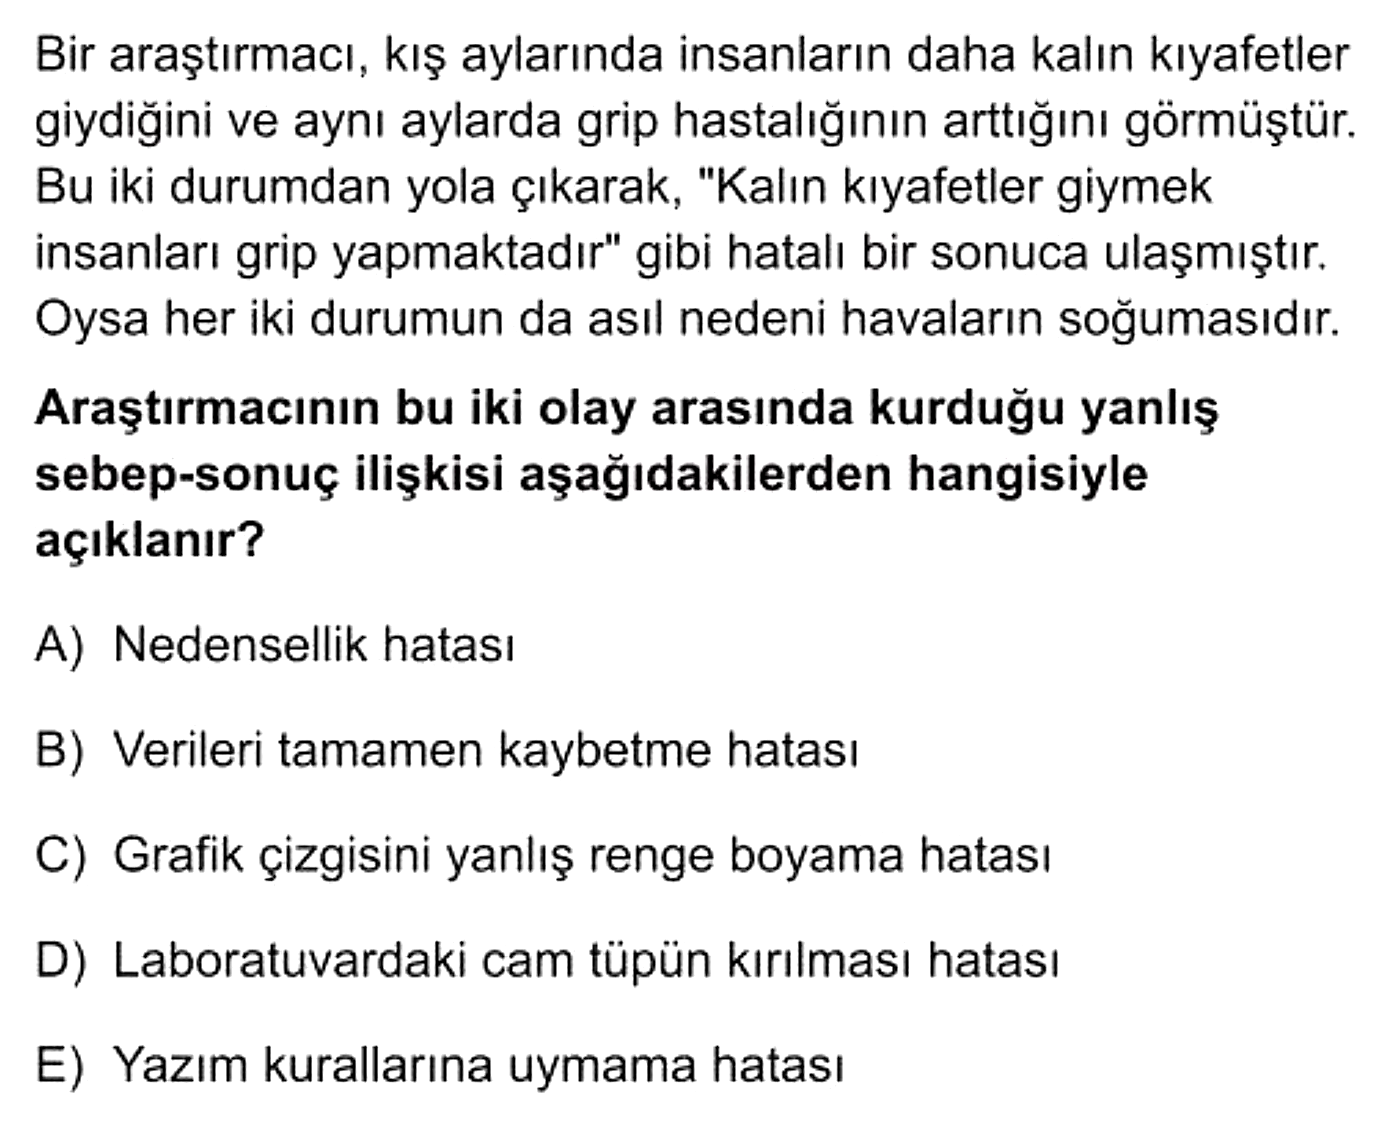 Bir araştırmacı, kış aylarında insanların daha kalın kıyafetler
giydiğini ve aynı aylarda grip hastalığının arttığını görmüştür.
Bu iki durumdan yola çıkarak, "Kalın kıyafetler giymek
insanları grip yapmaktadır" gibi hatalı bir sonuca ulaşmıştır.
Oysa her iki durumun da asıl nedeni havaların soğumasıdır.
Araştırmacının bu iki olay arasında kurduğu yanlış
sebep-sonuç ilişkisi aşağıdakilerden hangisiyle
açıklanır?
A) Nedensellik hatası
B) Verileri tamamen kaybetme hatası
C) Grafik çizgisini yanlış renge boyama hatası
D) Laboratuvardaki cam tüpün kırılması hatası
E) Yazım kurallarına uymama hatası